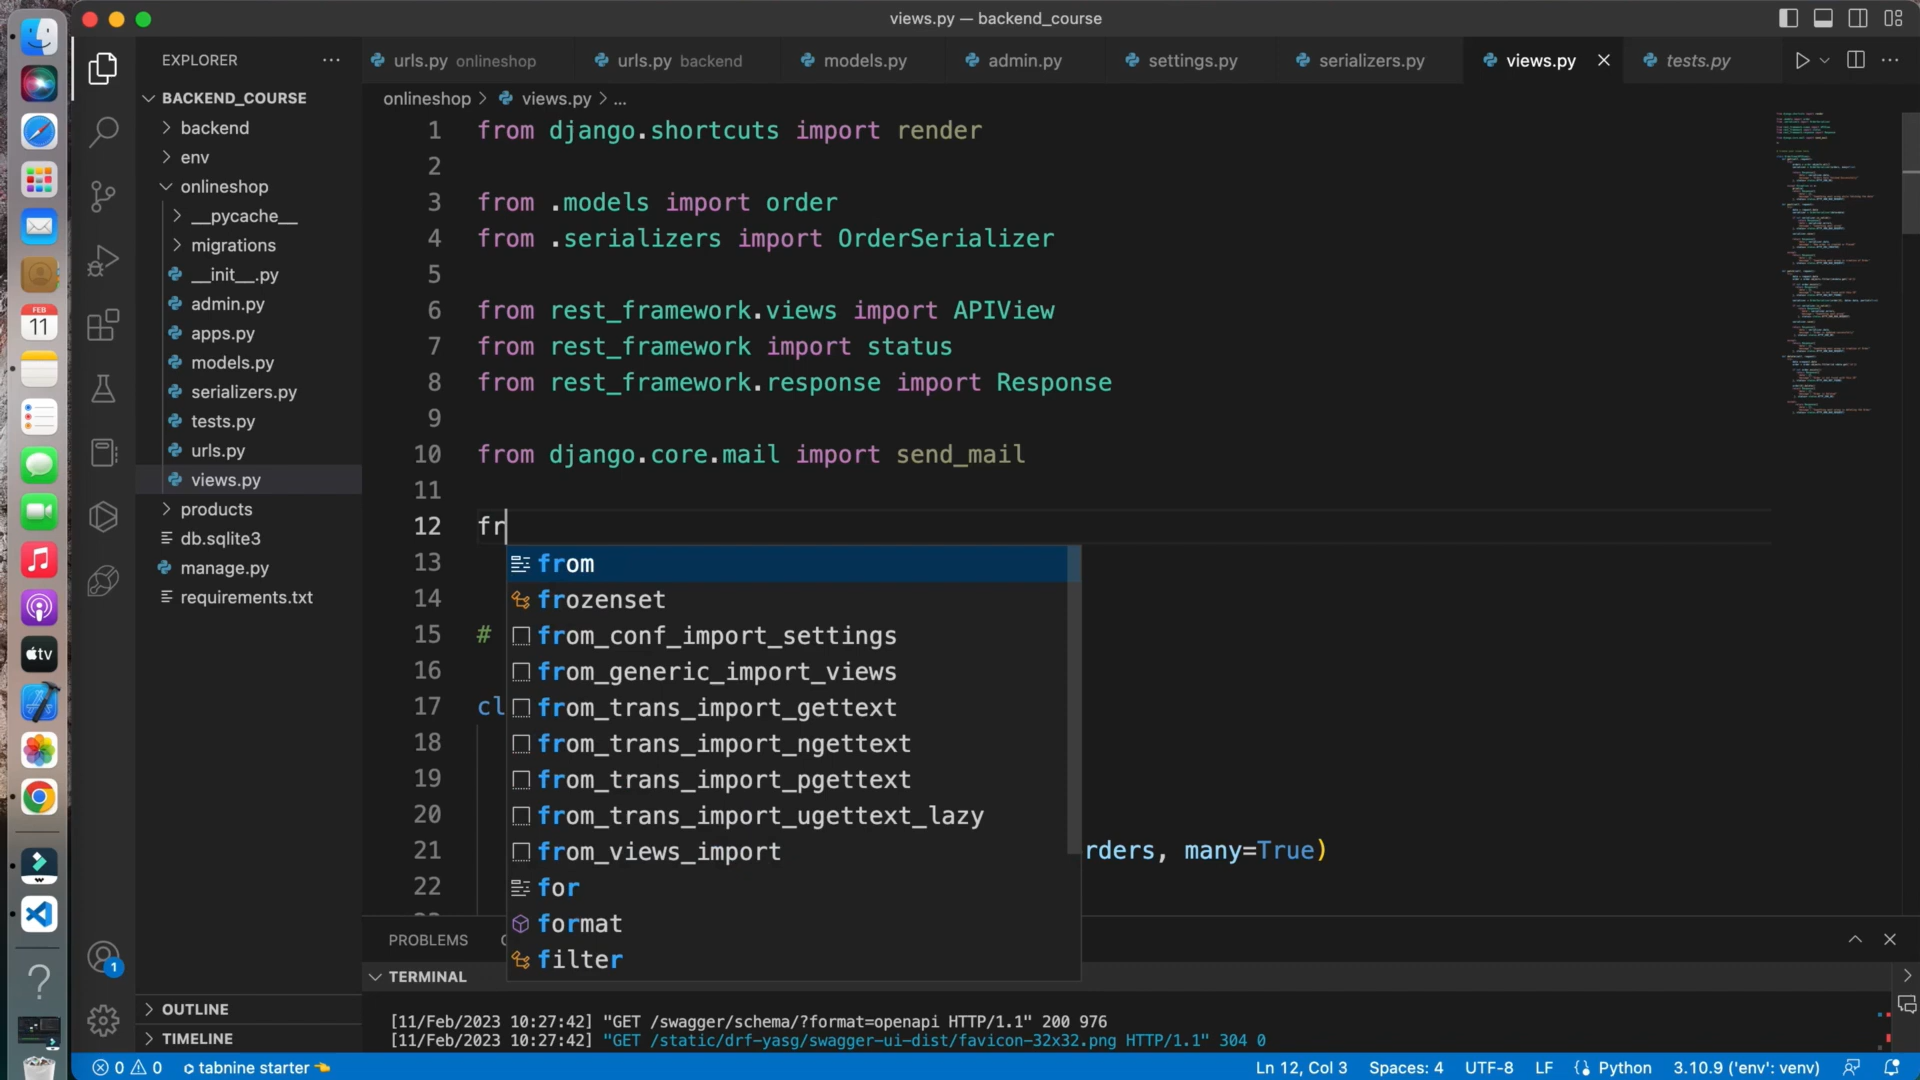 views.py — backend_course
EXPLORER
BACKEND_COURSE
backend
env
onlineshop
__pycache__
migrations
__init__.py
admin.py
apps.py
models.py
serializers.py
tests.py
urls.py
views.py
products
db.sqlite3
manage.py
requirements.txt
OUTLINE
TIMELINE
urls.py onlineshop
urls.py backend
models.py
admin.py
settings.py
serializers.py
views.py
tests.py
onlineshop > views.py > ...
1 from django.shortcuts import render
2
3 from .models import order
4 from .serializers import OrderSerializer
5
6 from rest_framework.views import APIView
7 from rest_framework import status
8 from rest_framework.response import Response
9
10 from django.core.mail import send_mail
11
12 fr
13
14
15 #
16
17 cl
18
19
20
21 rders, many=True)
22
from
frozenset
from_conf_import_settings
from_generic_import_views
from_trans_import_gettext
from_trans_import_ngettext
from_trans_import_pgettext
from_trans_import_ugettext_lazy
from_views_import
for
format
filter
PROBLEMS
TERMINAL
[11/Feb/2023 10:27:42] "GET /swagger/schema/?format=openapi HTTP/1.1" 200 976
[11/Feb/2023 10:27:42] "GET /static/drf-yasg/swagger-ui-dist/favicon-32x32.png HTTP/1.1" 304 0
0 0 tabnine starter
Ln 12, Col 3 Spaces: 4 UTF-8 LF Python 3.10.9 ('env': venv)
FEB
11
tv
1